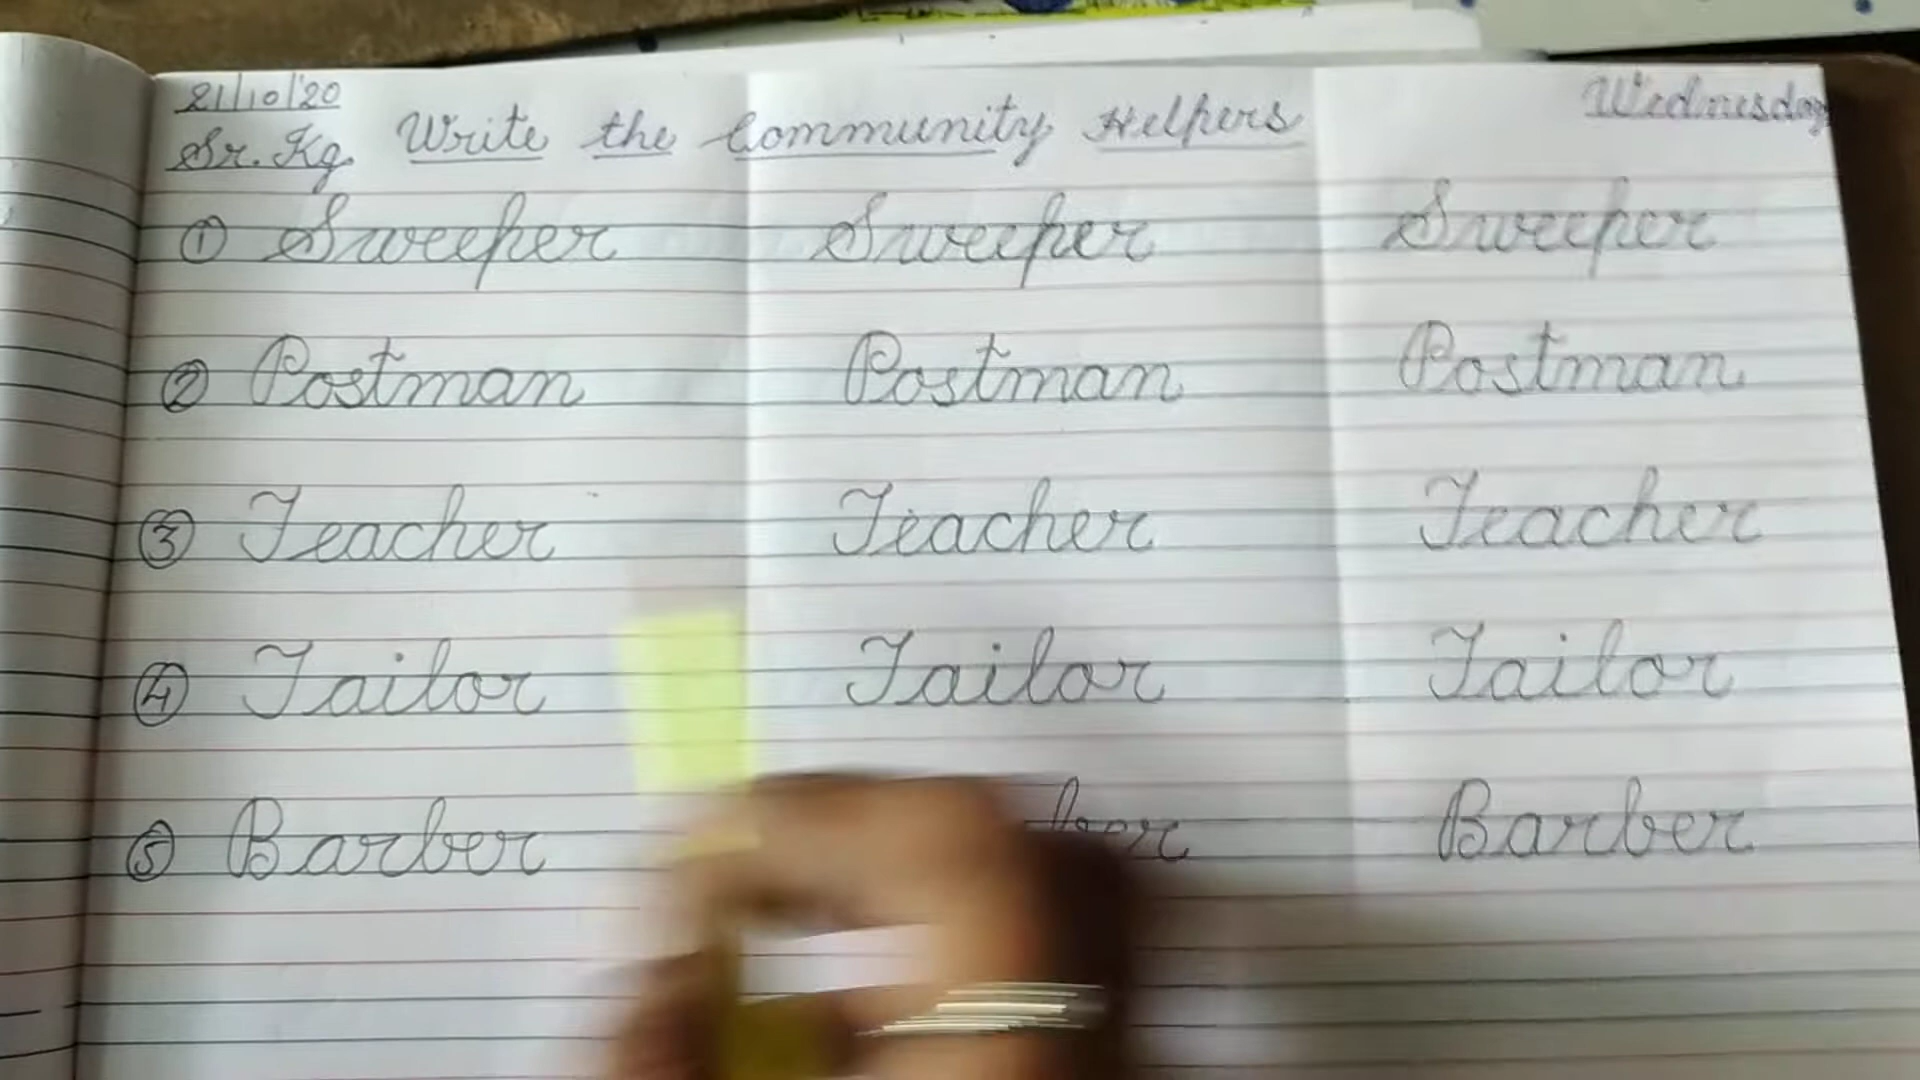 21/10/20 Wednesday
Sr. Kg. Write the Community Helpers
① Sweeper Sweeper Sweeper
② Postman Postman Postman
③ Teacher Teacher Teacher
④ Tailor Tailor Tailor
⑤ Barber Barber